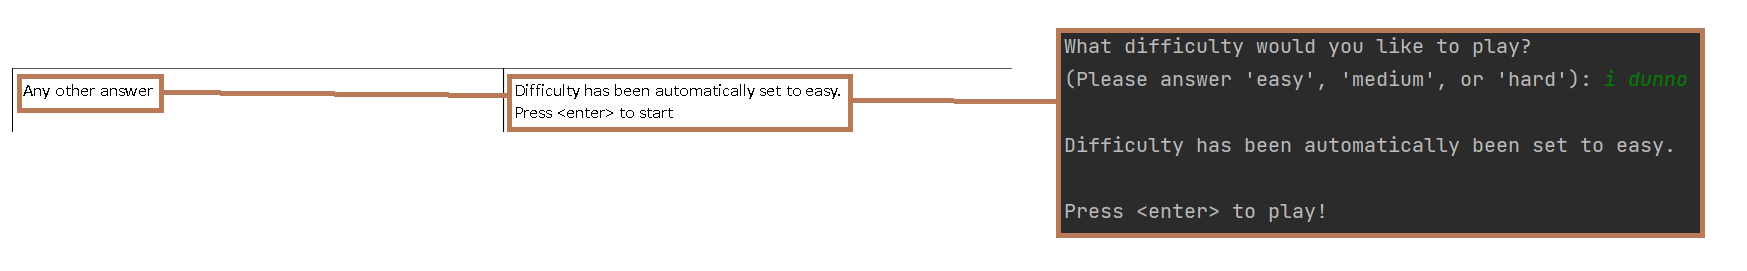 Any other answer
Difficulty has been automatically set to easy.
Press <enter> to start
What difficulty would you like to play?
(Please answer 'easy', 'medium', or 'hard'): i dunno
Difficulty has been automatically been set to easy.
Press <enter> to play!